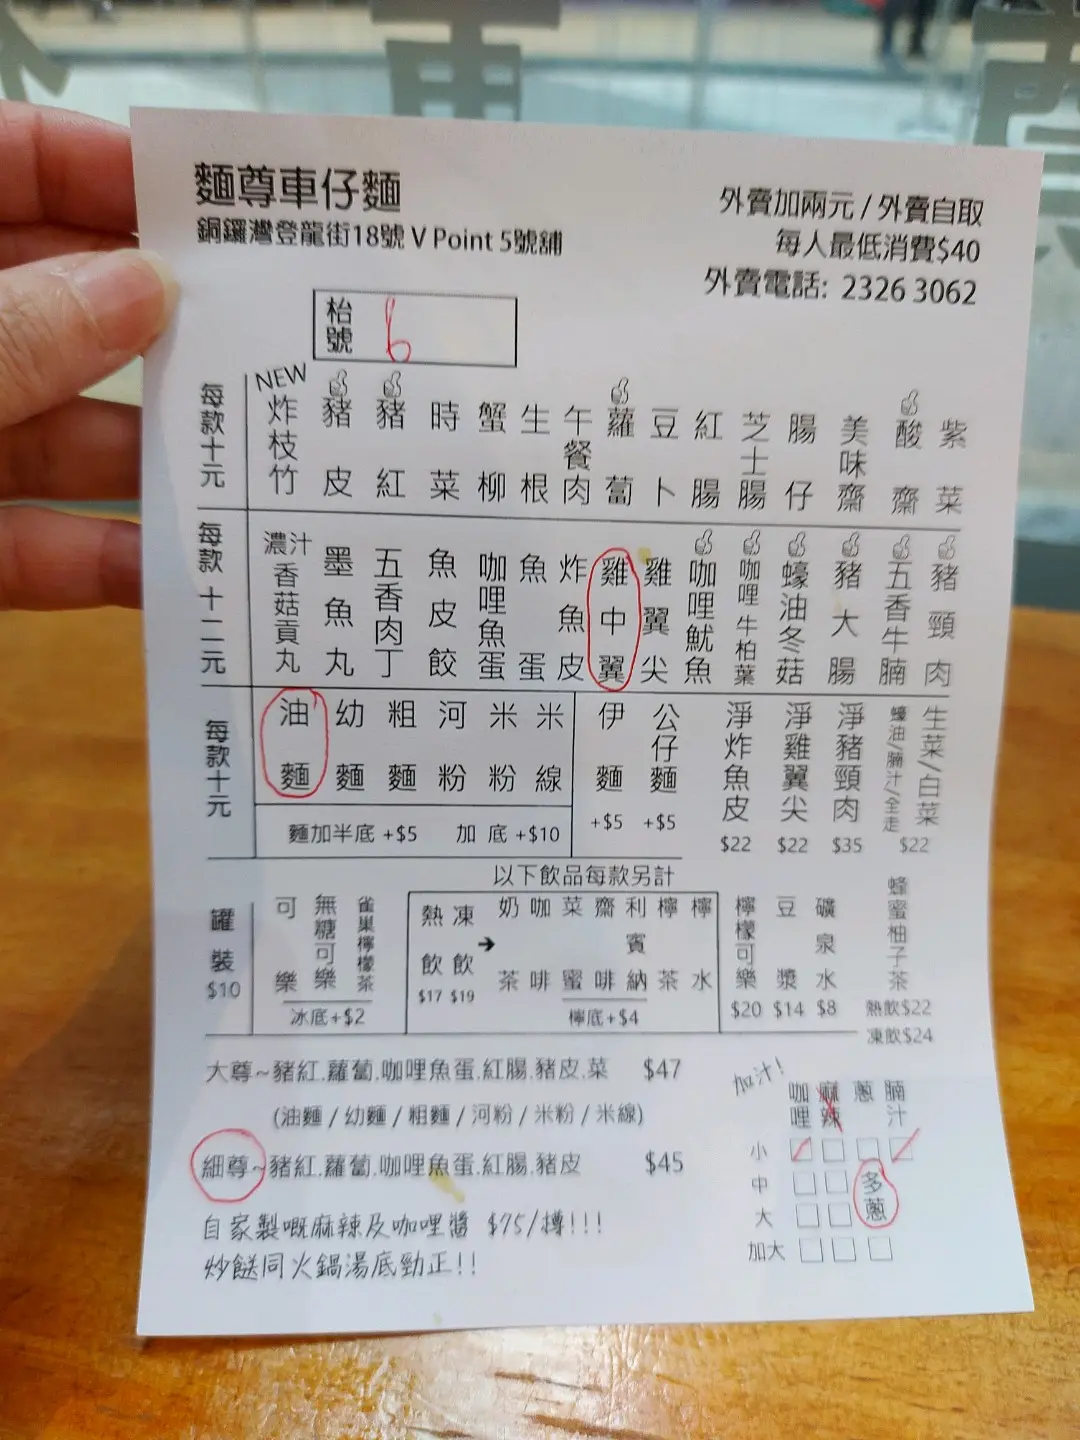 麵尊車仔麵
銅鑼灣登龍街18號 V Point 5號舖
外賣加兩元 / 外賣自取
每人最低消費$40
外賣電話: 2326 3062
枱號 6
每款十元
NEW
炸枝竹 豬皮 豬紅 時菜 蟹柳 生根 午餐肉 蘿蔔 豆卜 紅腸 芝士腸 腸仔 美味齋 酸齋 紫菜
每款十二元
濃汁香菇貢丸 墨魚丸 五香肉丁 魚皮餃 咖哩魚蛋 魚蛋 炸魚皮 雞中翼 雞翼尖 咖哩魷魚 咖哩牛柏葉 蠔油冬菇 豬大腸 五香牛腩 豬頸肉
每款十元
油麵 幼麵 粗麵 河粉 米粉 米線
麵加半底 +$5 加底 +$10
伊麵 +$5 公仔麵 +$5
淨炸魚皮 $22 淨雞翼尖 $22 淨豬頸肉 $35 蠔油/腩汁/全走 生菜/白菜 $22
以下飲品每款另計
罐裝 $10
可樂 無糖可樂 雀巢檸檬茶
冰底+$2
熱飲 $17 凍飲 $19 → 奶茶 咖啡 菜蜜 齋啡 利賓納 檸茶 檸水
檸底+$4
檸檬可樂 $20 豆漿 $14 礦泉水 $8 蜂蜜柚子茶
熱飲$22
凍飲$24
大尊~豬紅.蘿蔔.咖哩魚蛋.紅腸.豬皮.菜 $47
(油麵 / 幼麵 / 粗麵 / 河粉 / 米粉 / 米線)
細尊~豬紅.蘿蔔.咖哩魚蛋.紅腸.豬皮 $45
自家製嘅麻辣及咖哩醬 $75/樽!!!
炒餸同火鍋湯底勁正!!
加汁!
咖哩 麻辣 蔥 腩汁
小
中
大
加大
多蔥